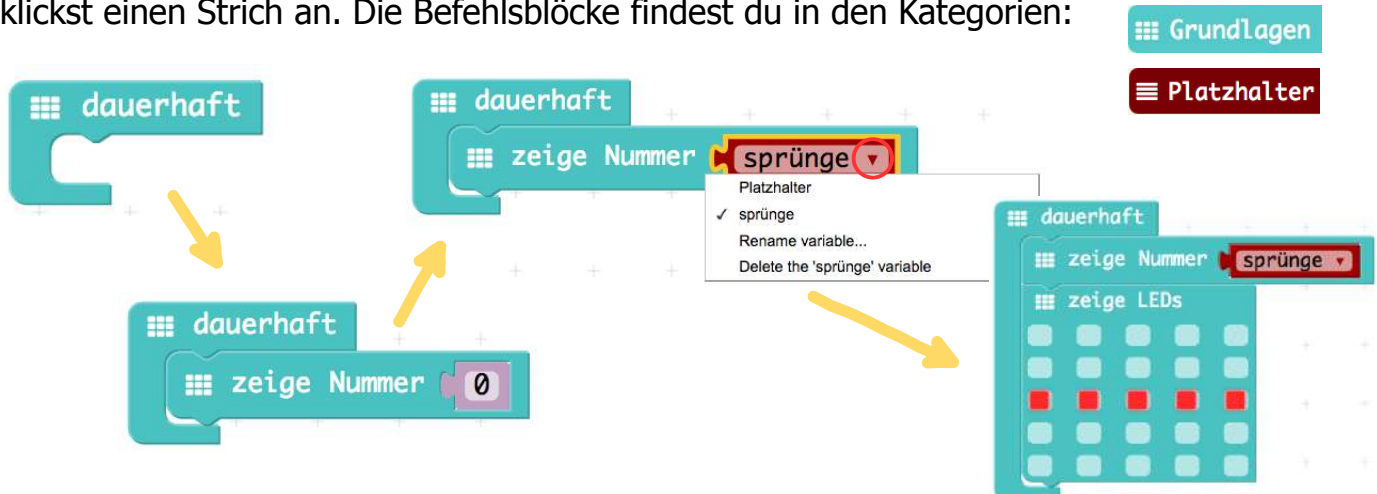 klickst einen Strich an. Die Befehlsblöcke findest du in den Kategorien:
Grundlagen
Platzhalter
dauerhaft
dauerhaft
zeige Nummer 0
dauerhaft
zeige Nummer sprünge
Platzhalter
✓ sprünge
Rename variable...
Delete the 'sprünge' variable
dauerhaft
zeige Nummer sprünge
zeige LEDs